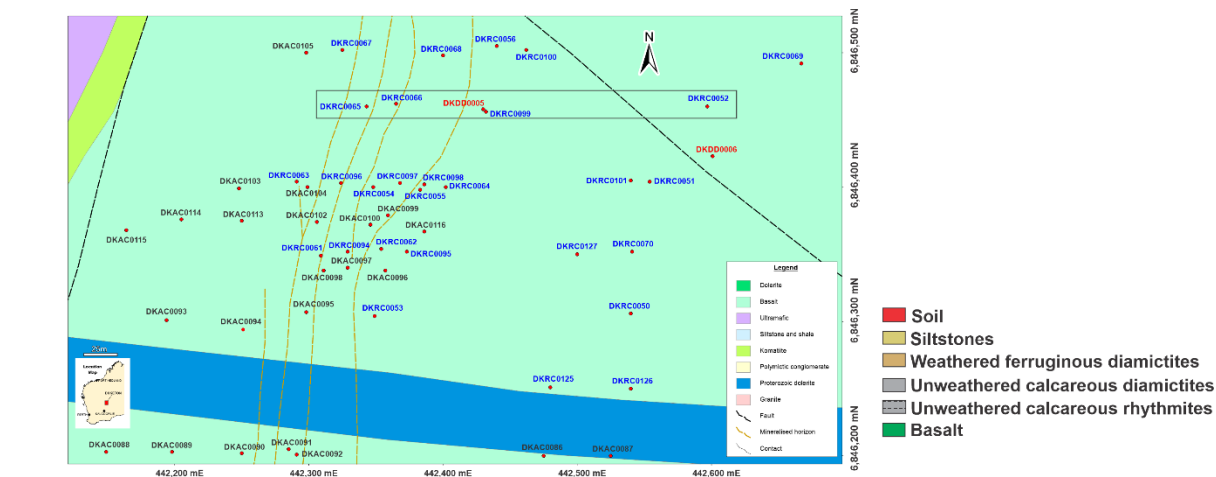 DKAC0105
DKRC0067
DKRC0068
DKRC0056
DKRC0100
N
DKRC0069
6,846,500 mN
DKRC0065
DKRC0066
DKDD0005
DKRC0099
DKRC0052
DKDD0006
DKAC0103
DKRC0063
DKAC0104
DKRC0096
DKRC0054
DKRC0097
DKRC0098
DKRC0055
DKRC0064
DKRC0101
DKRC0051
6,846,400 mN
DKAC0114
DKAC0113
DKAC0102
DKAC0100
DKAC0099
DKAC0116
DKAC0115
DKRC0061
DKRC0094
DKRC0062
DKRC0095
DKAC0097
DKAC0098
DKAC0096
DKRC0127
DKRC0070
DKAC0093
DKAC0094
DKAC0095
DKRC0053
DKRC0050
6,846,300 mN
DKRC0125
DKRC0126
DKAC0088
DKAC0089
DKAC0090
DKAC0091
DKAC0092
DKAC0086
DKAC0087
6,846,200 mN
442,200 mE
442,300 mE
442,400 mE
442,500 mE
442,600 mE
Location
Map
Legend
Dolerite
Basalt
Ultramafic
Siltstone and shale
Komatiite
Polymictic conglomerate
Proterozoic dolerite
Granite
Fault
Mineralised horizon
Contact
Soil
Siltstones
Weathered ferruginous diamictites
Unweathered calcareous diamictites
Unweathered calcareous rhythmites
Basalt